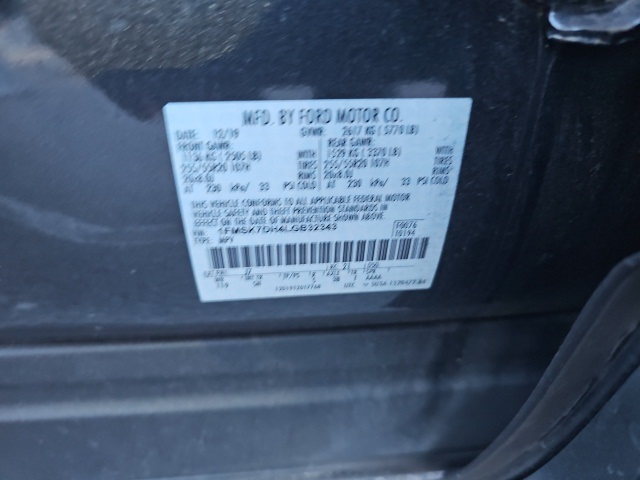 MFD. BY FORD MOTOR CO.
DATE: 12/19 GVWR: 2617 KG (5770 LB)
FRONT GAWR: REAR GAWR:
1136 KG (2505 LB) 1529 KG (3370 LB)
WITH WITH
255/55R20 107H TIRES 255/55R20 107H TIRES
20x8.0J RIMS 20x8.0J RIMS
AT 230 kPa/ 33 PSI COLD AT 230 kPa/ 33 PSI COLD
THIS VEHICLE CONFORMS TO ALL APPLICABLE FEDERAL MOTOR
VEHICLE SAFETY AND THEFT PREVENTION STANDARDS IN
EFFECT ON THE DATE OF MANUFACTURE SHOWN ABOVE.
VIN: 1FMSK7DH4LGB32343 F0076
TYPE: MPV 10194